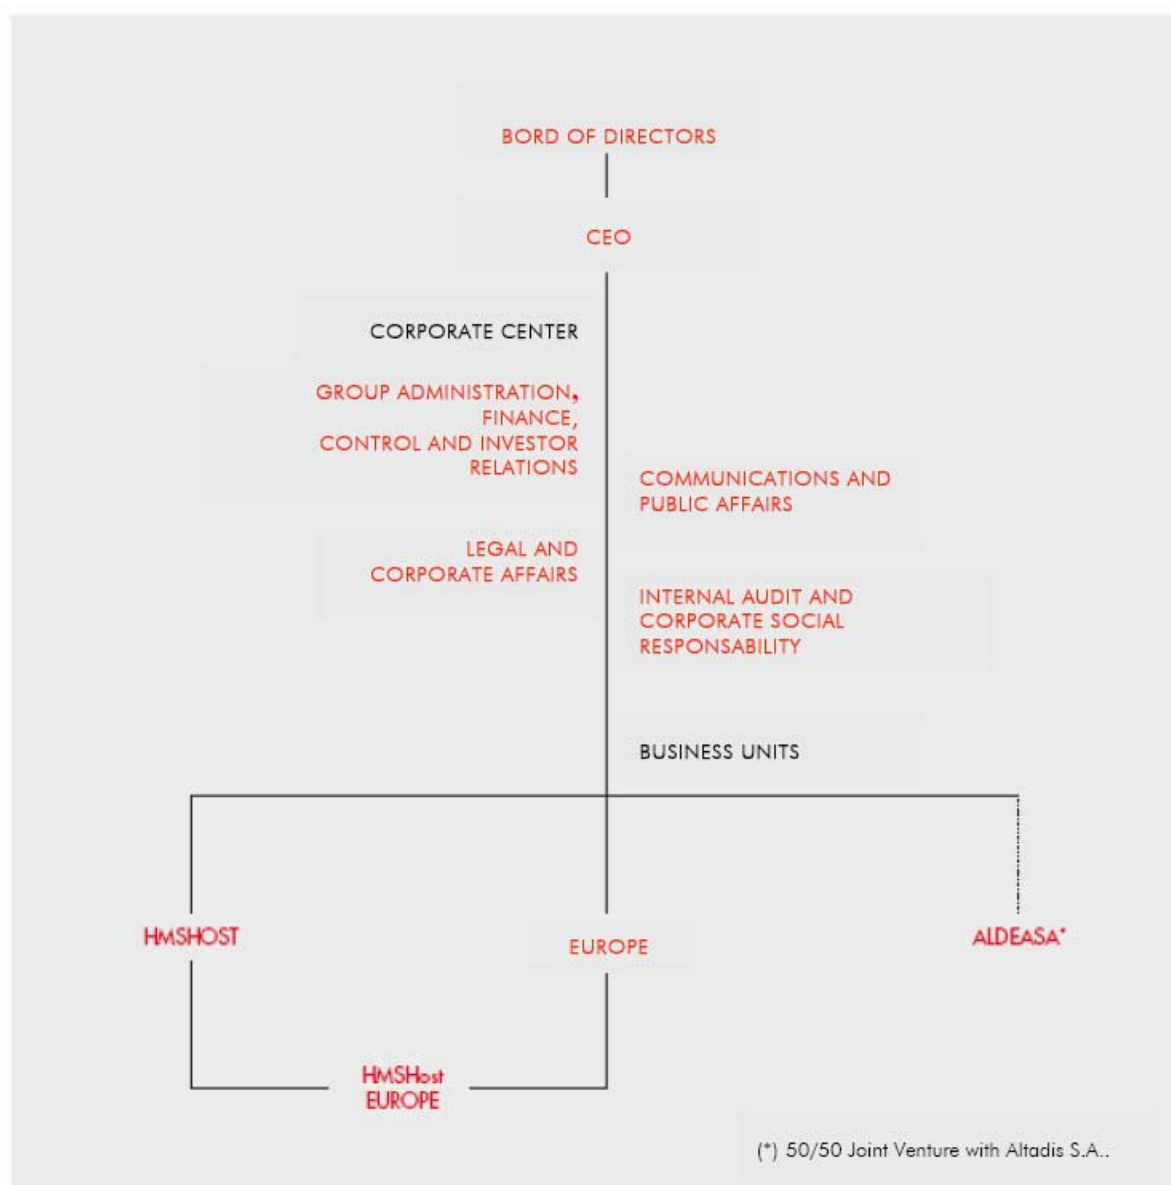 BORD OF DIRECTORS
CEO
CORPORATE CENTER
GROUP ADMINISTRATION,
FINANCE,
CONTROL AND INVESTOR
RELATIONS
COMMUNICATIONS AND
PUBLIC AFFAIRS
LEGAL AND
CORPORATE AFFAIRS
INTERNAL AUDIT AND
CORPORATE SOCIAL
RESPONSABILITY
BUSINESS UNITS
HMSHOST
EUROPE
ALDEASA*
HMSHost
EUROPE
(*) 50/50 Joint Venture with Altadis S.A..